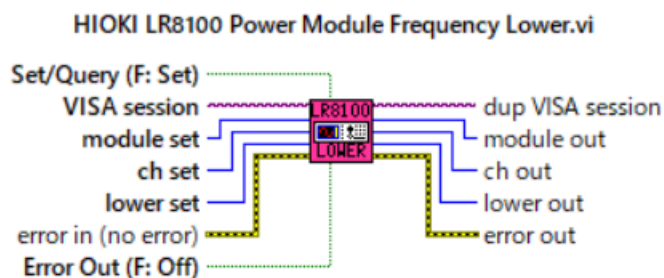 HIOKI LR8100 Power Module Frequency Lower.vi
Set/Query (F: Set)
VISA session
dup VISA session
LR8100
module set
module out
ch set
ch out
LOWER
lower set
lower out
error in (no error)
error out
Error Out (F: Off)